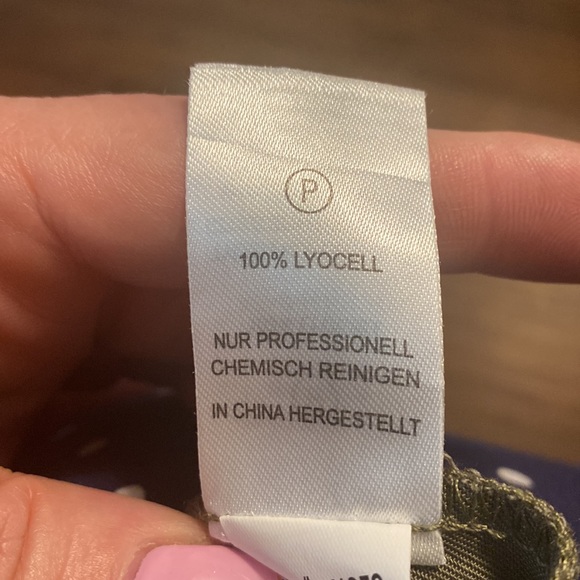 P
100% LYOCELL
NUR PROFESSIONELL
CHEMISCH REINIGEN
IN CHINA HERGESTELLT